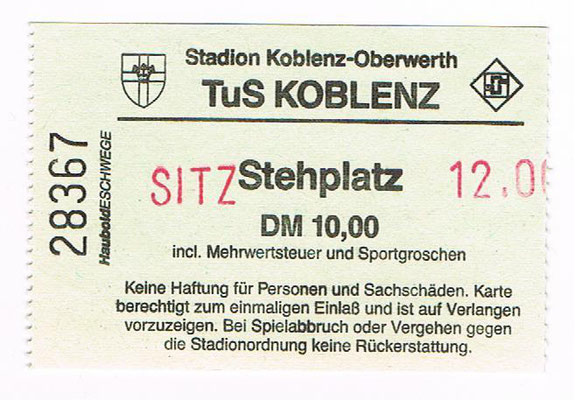 Stadion Koblenz-Oberwerth
TuS KOBLENZ
28367
HauboldESCHWEGE
SITZ Stehplatz 12.00
DM 10,00
incl. Mehrwertsteuer und Sportgroschen
Keine Haftung für Personen und Sachschäden. Karte
berechtigt zum einmaligen Einlaß und ist auf Verlangen
vorzuzeigen. Bei Spielabbruch oder Vergehen gegen
die Stadionordnung keine Rückerstattung.